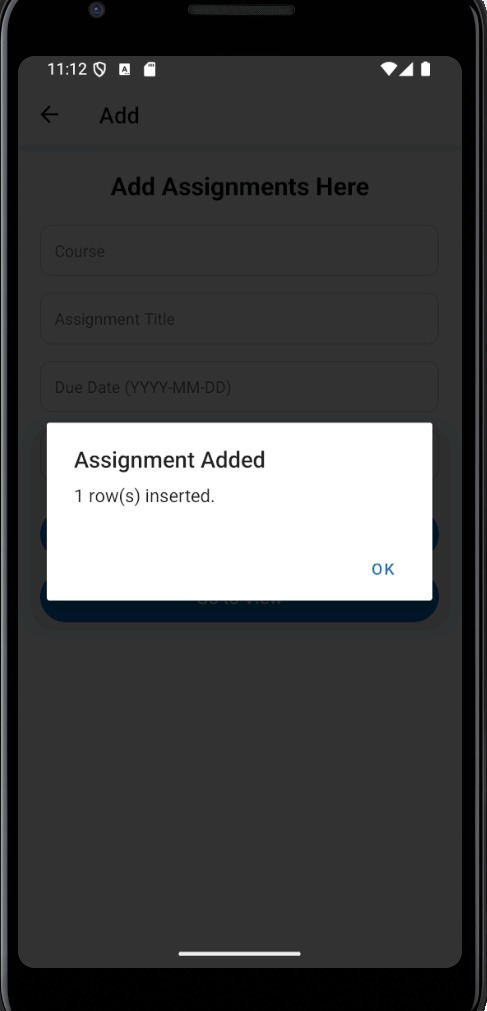 11:12
Add
Add Assignments Here
Course
Assignment Title
Due Date (YYYY-MM-DD)
Assignment Added
1 row(s) inserted.
OK
Go to View